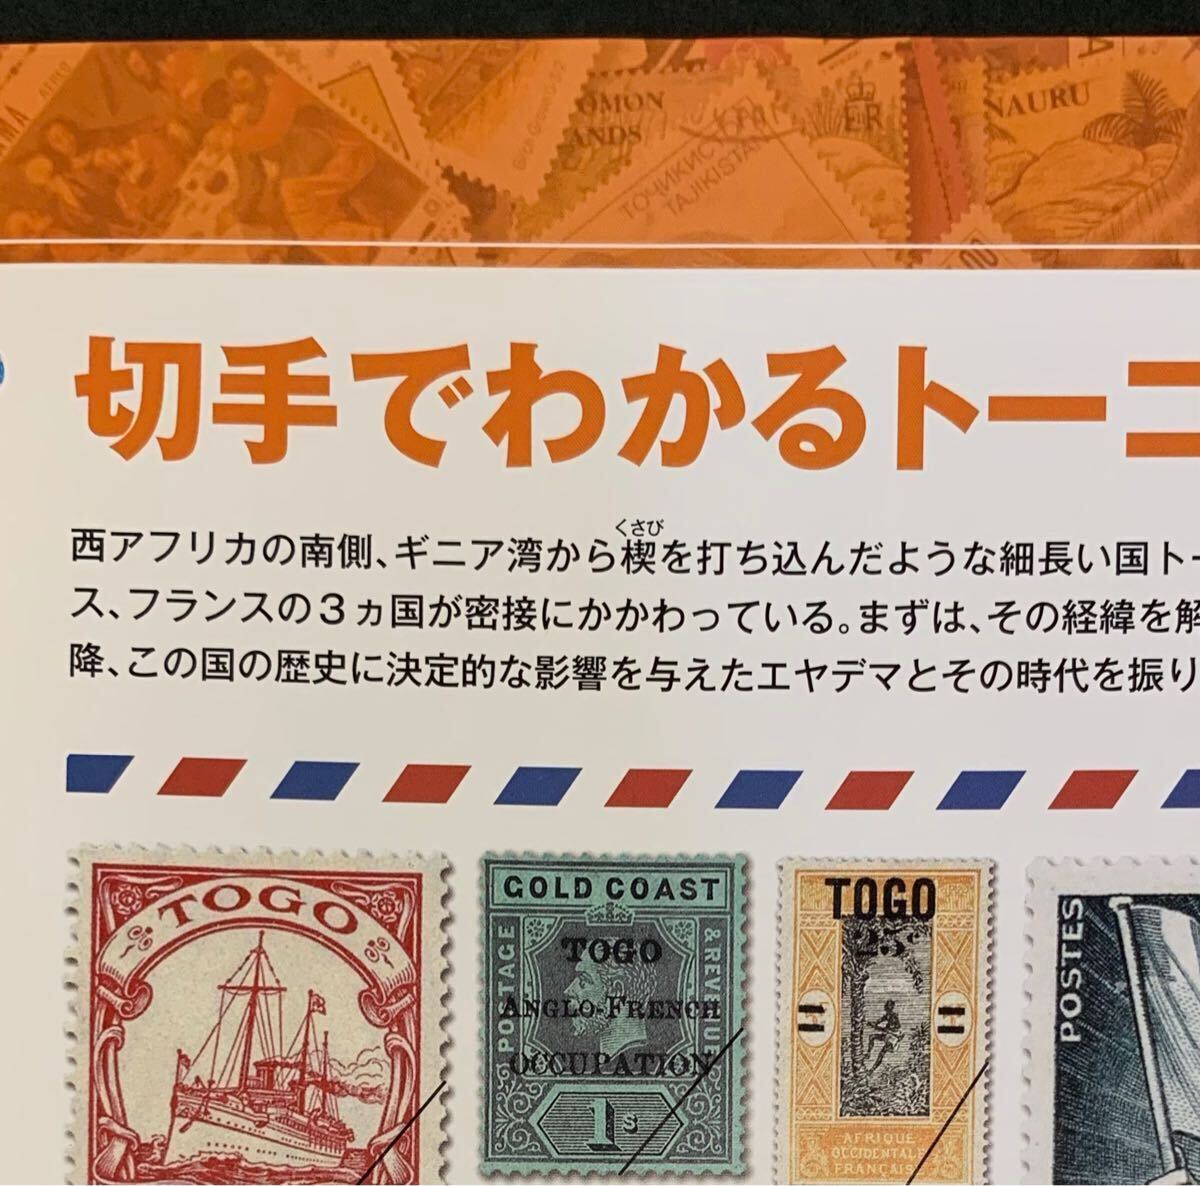 OMON
ANDS
ТОҶИКИСТ
TAJIKISTAN
ER
NAURU
切手でわかるトーゴ
くさび
西アフリカの南側、ギニア湾から楔を打ち込んだような細長い国トー
ス、フランスの3ヵ国が密接にかかわっている。まずは、その経緯を解
降、この国の歴史に決定的な影響を与えたエヤデマとその時代を振り
TOGO
GOLD COAST
POSTAGE
& REVENUE
TOGO
ANGLO-FRENCH
OCCUPATION
1s
TOGO
25c
AFRIQUE
OCCIDENTALE
FRANÇAISE
POSTES